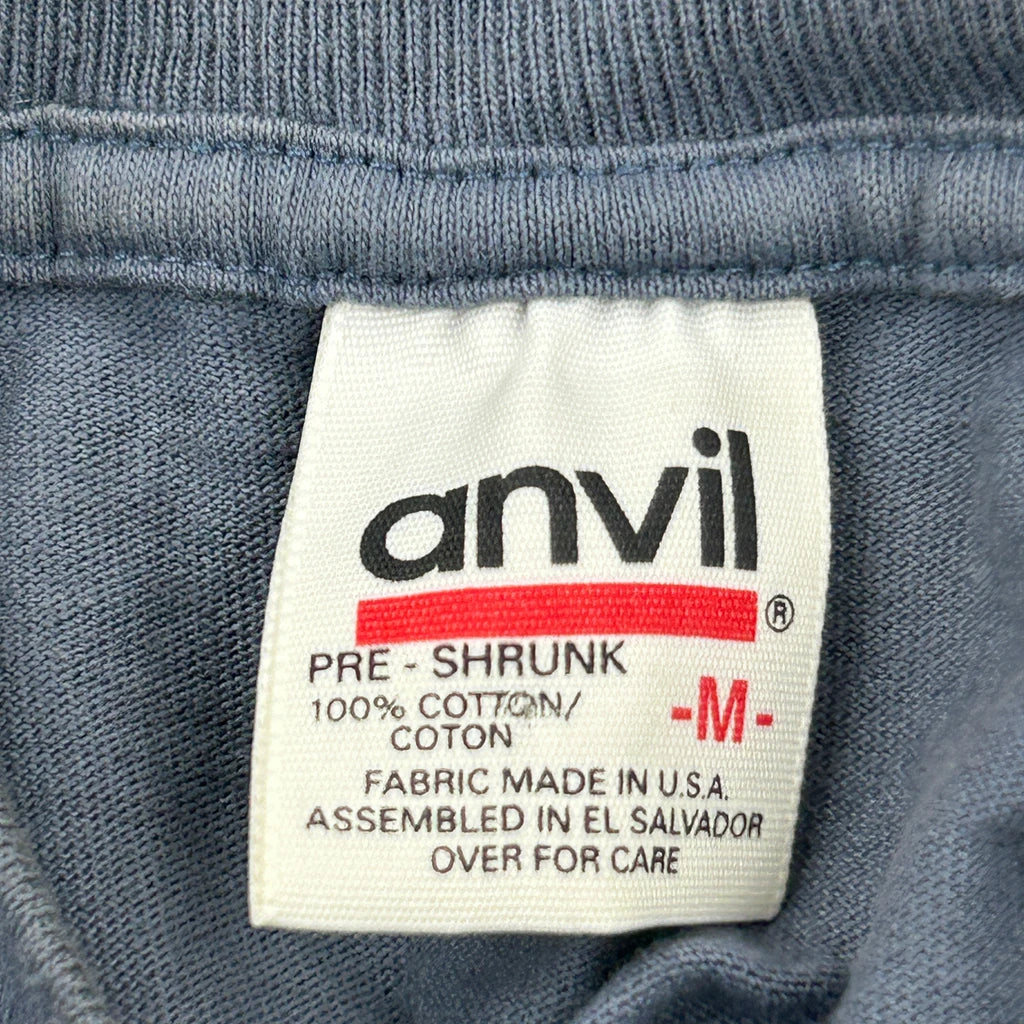 anvil
®
PRE - SHRUNK
100% COTTON/
COTON
-M-
FABRIC MADE IN U.S.A.
ASSEMBLED IN EL SALVADOR
OVER FOR CARE